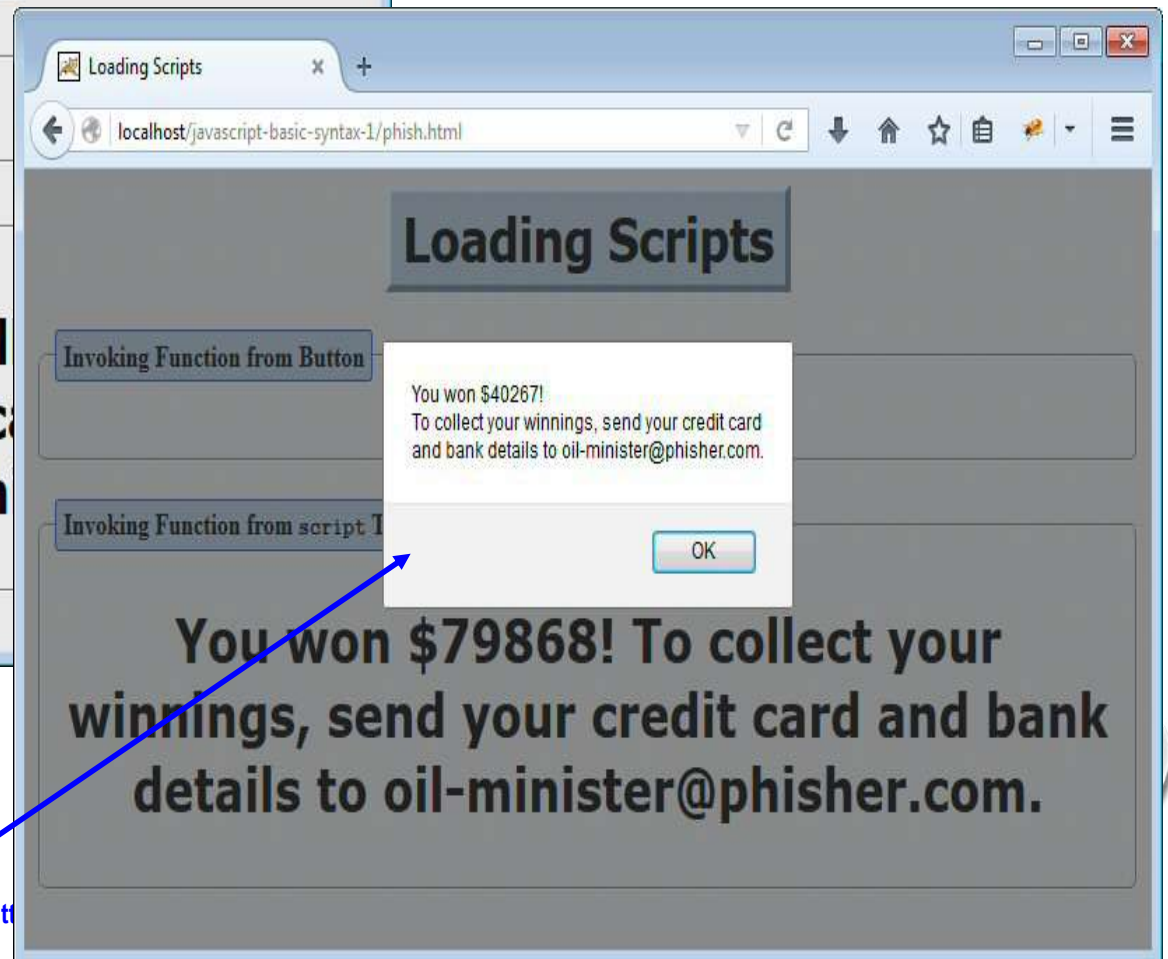 Loading Scripts
localhost/javascript-basic-syntax-1/phish.html
Loading Scripts
Invoking Function from Button
You won $40267!
To collect your winnings, send your credit card
and bank details to oil-minister@phisher.com.
OK
Invoking Function from script T
You won $79868! To collect your
winnings, send your credit card and bank
details to oil-minister@phisher.com.